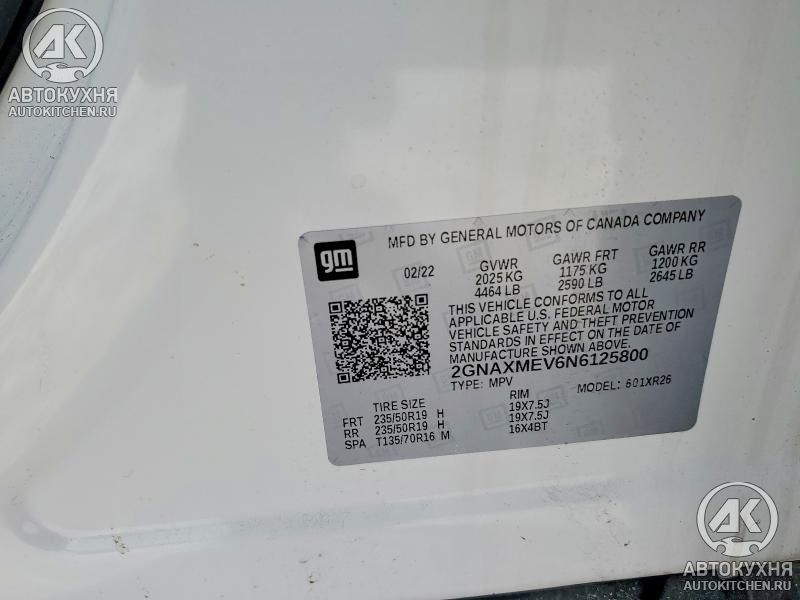 AK
АВТОКУХНЯ
AUTOKITCHEN.RU
gm
MFD BY GENERAL MOTORS OF CANADA COMPANY
02/22 GVWR GAWR FRT GAWR RR
2025 KG 1175 KG 1200 KG
4464 LB 2590 LB 2645 LB
THIS VEHICLE CONFORMS TO ALL
APPLICABLE U.S. FEDERAL MOTOR
VEHICLE SAFETY AND THEFT PREVENTION
STANDARDS IN EFFECT ON THE DATE OF
MANUFACTURE SHOWN ABOVE.
2GNAXMEV6N6125800
TYPE: MPV MODEL: 601XR26
TIRE SIZE RIM
FRT 235/50R19 H 19X7.5J
RR 235/50R19 H 19X7.5J
SPA T135/70R16 M 16X4BT
AK
АВТОКУХНЯ
AUTOKITCHEN.RU